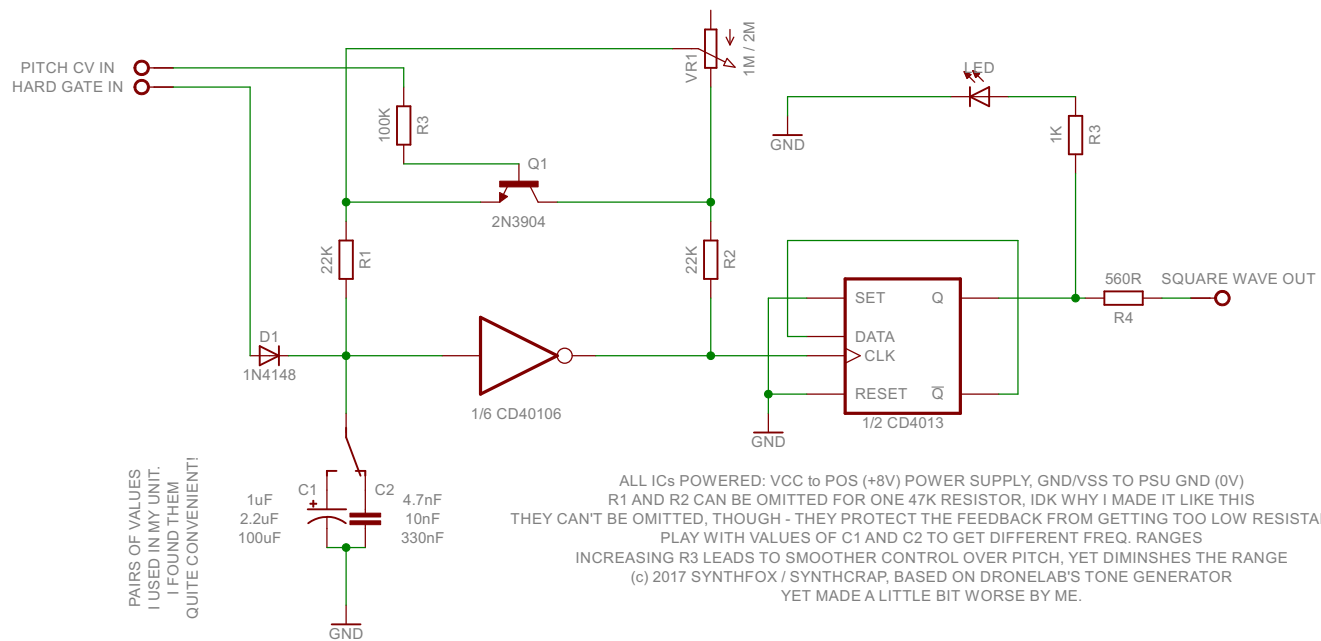 PITCH CV IN
HARD GATE IN
100K
R3
VR1
1M / 2M
LED
GND
1K
R3
Q1
2N3904
22K
R1
22K
R2
D1
1N4148
1/6 CD40106
SET
Q
DATA
CLK
RESET
Q
1/2 CD4013
GND
560R
R4
SQUARE WAVE OUT
PAIRS OF VALUES
I USED IN MY UNIT.
I FOUND THEM
QUITE CONVENIENT!
1uF
2.2uF
100uF
C1
+
C2
4.7nF
10nF
330nF
GND
ALL ICs POWERED: VCC to POS (+8V) POWER SUPPLY, GND/VSS TO PSU GND (0V)
R1 AND R2 CAN BE OMITTED FOR ONE 47K RESISTOR, IDK WHY I MADE IT LIKE THIS
THEY CAN'T BE OMITTED, THOUGH - THEY PROTECT THE FEEDBACK FROM GETTING TOO LOW RESISTA
PLAY WITH VALUES OF C1 AND C2 TO GET DIFFERENT FREQ. RANGES
INCREASING R3 LEADS TO SMOOTHER CONTROL OVER PITCH, YET DIMINSHES THE RANGE
(c) 2017 SYNTHFOX / SYNTHCRAP, BASED ON DRONELAB'S TONE GENERATOR
YET MADE A LITTLE BIT WORSE BY ME.